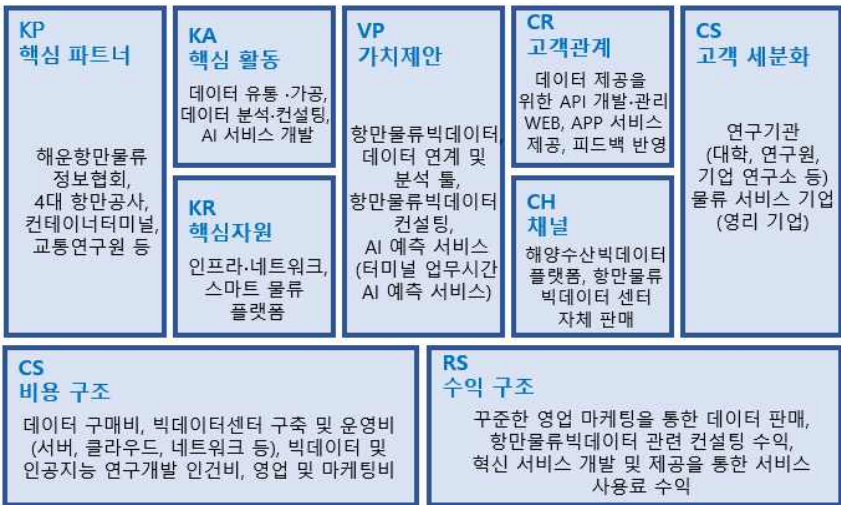 KP
핵심 파트너
해운항만물류
정보협회,
4대 항만공사,
컨테이너터미널,
교통연구원 등
KA
핵심 활동
데이터 유통 ·가공,
데이터 분석·컨설팅,
AI 서비스 개발
KR
핵심자원
인프라·네트워크,
스마트 물류
플랫폼
VP
가치제안
항만물류빅데이터,
데이터 연계 및
분석 툴,
항만물류빅데이터
컨설팅,
AI 예측 서비스
(터미널 업무시간
AI 예측 서비스)
CR
고객관계
데이터 제공을
위한 API 개발·관리
WEB, APP 서비스
제공, 피드백 반영
CH
채널
해양수산빅데이터
플랫폼, 항만물류
빅데이터 센터
자체 판매
CS
고객 세분화
연구기관
(대학, 연구원,
기업 연구소 등)
물류 서비스 기업
(영리 기업)
CS
비용 구조
데이터 구매비, 빅데이터센터 구축 및 운영비
(서버, 클라우드, 네트워크 등), 빅데이터 및
인공지능 연구개발 인건비, 영업 및 마케팅비
RS
수익 구조
꾸준한 영업 마케팅을 통한 데이터 판매,
항만물류빅데이터 관련 컨설팅 수익,
혁신 서비스 개발 및 제공을 통한 서비스
사용료 수익